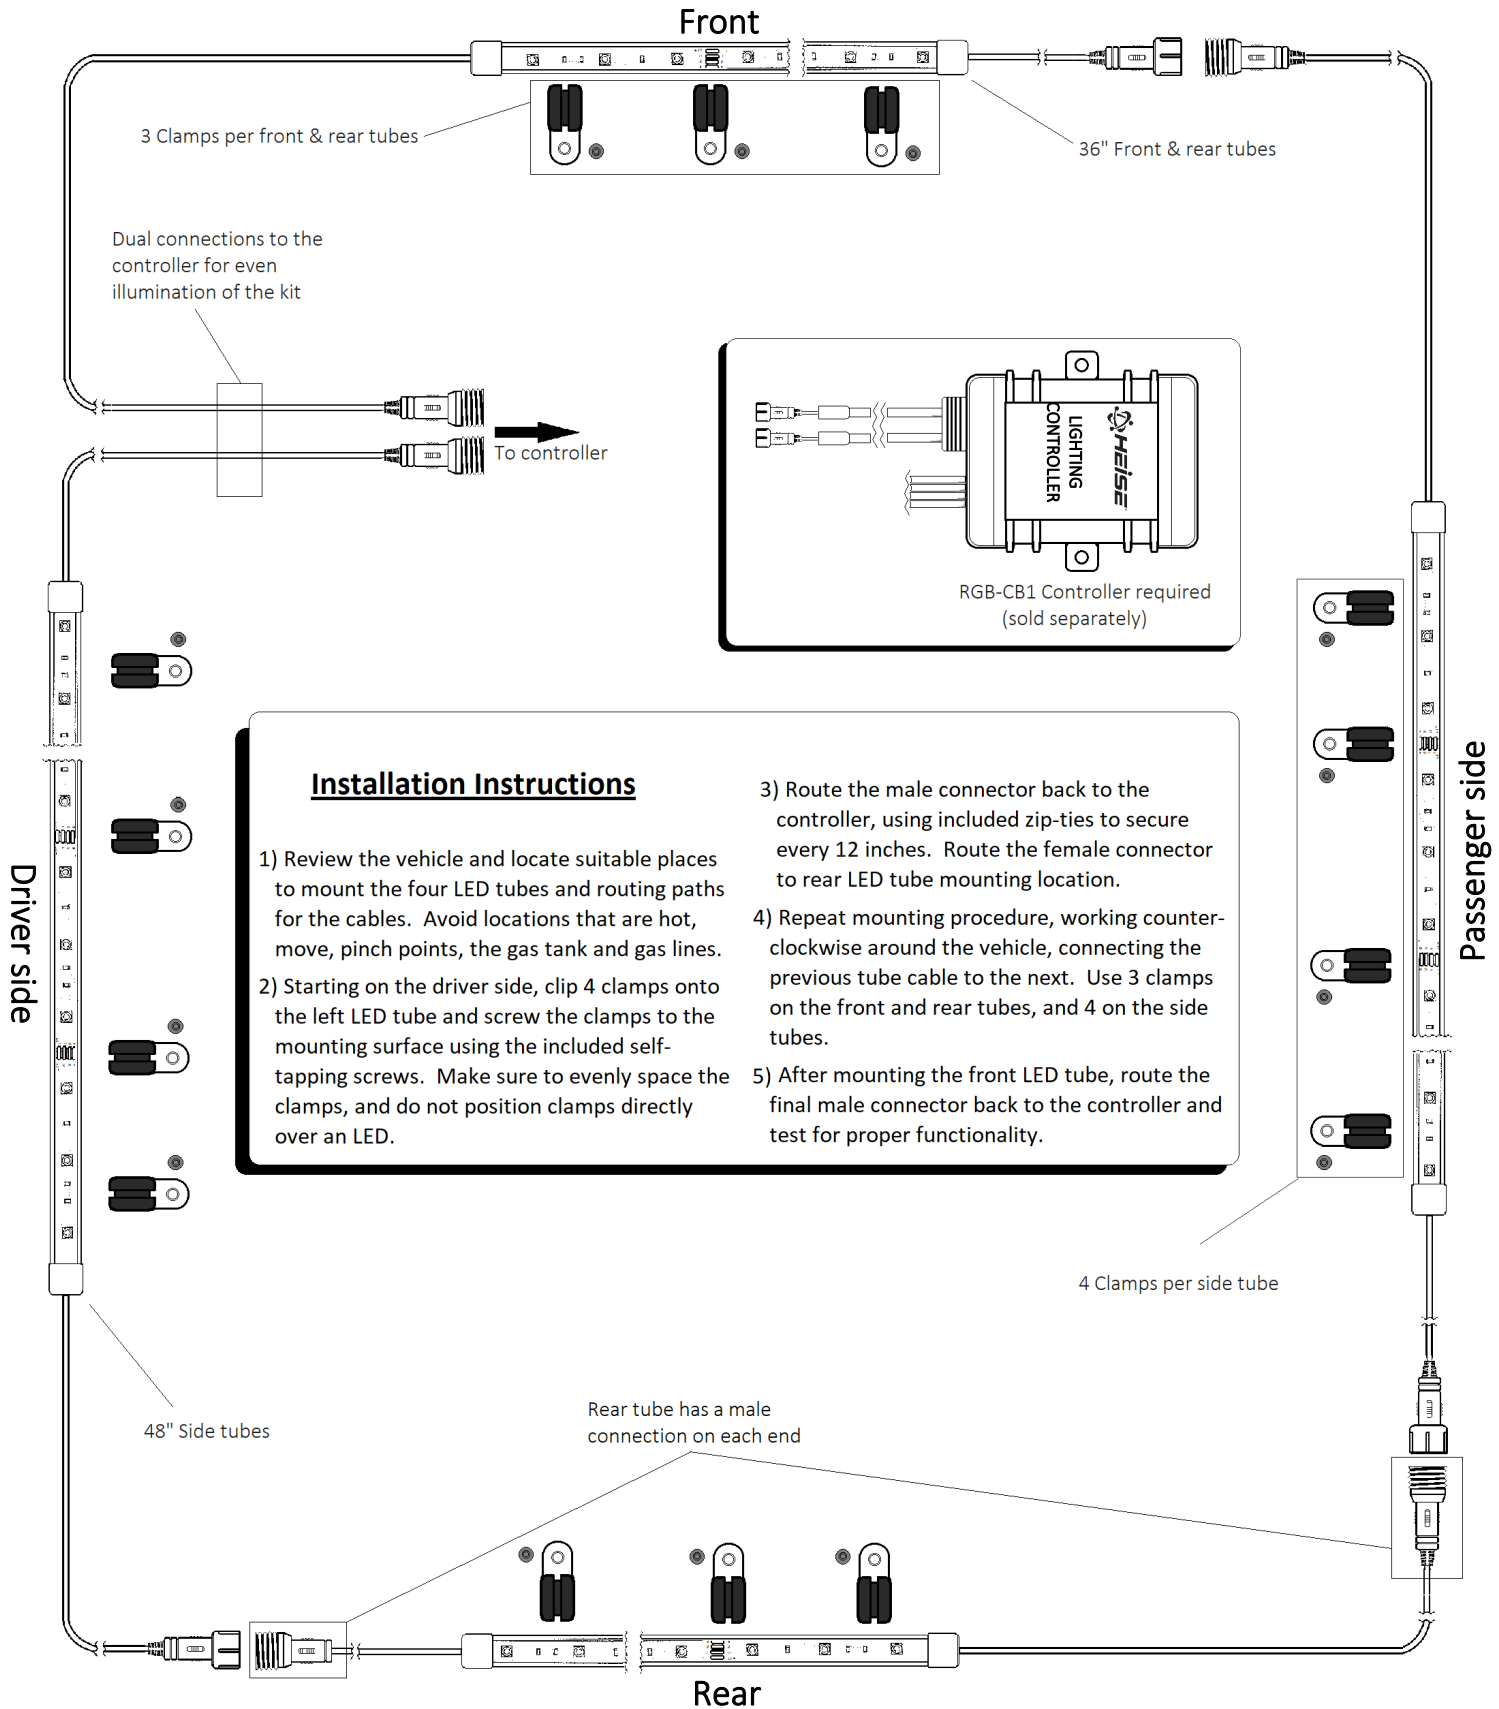 Front
3 Clamps per front & rear tubes
36" Front & rear tubes
Dual connections to the
controller for even
illumination of the kit
To controller
HEISE
LIGHTING
CONTROLLER
RGB-CB1 Controller required
(sold separately)
Driver side
Passenger side
Installation Instructions
1) Review the vehicle and locate suitable places
to mount the four LED tubes and routing paths
for the cables.  Avoid locations that are hot,
move, pinch points, the gas tank and gas lines.
2) Starting on the driver side, clip 4 clamps onto
the left LED tube and screw the clamps to the
mounting surface using the included self-
tapping screws.  Make sure to evenly space the
clamps, and do not position clamps directly
over an LED.
3) Route the male connector back to the
controller, using included zip-ties to secure
every 12 inches.  Route the female connector
to rear LED tube mounting location.
4) Repeat mounting procedure, working counter-
clockwise around the vehicle, connecting the
previous tube cable to the next.  Use 3 clamps
on the front and rear tubes, and 4 on the side
tubes.
5) After mounting the front LED tube, route the
final male connector back to the controller and
test for proper functionality.
4 Clamps per side tube
48" Side tubes
Rear tube has a male
connection on each end
Rear